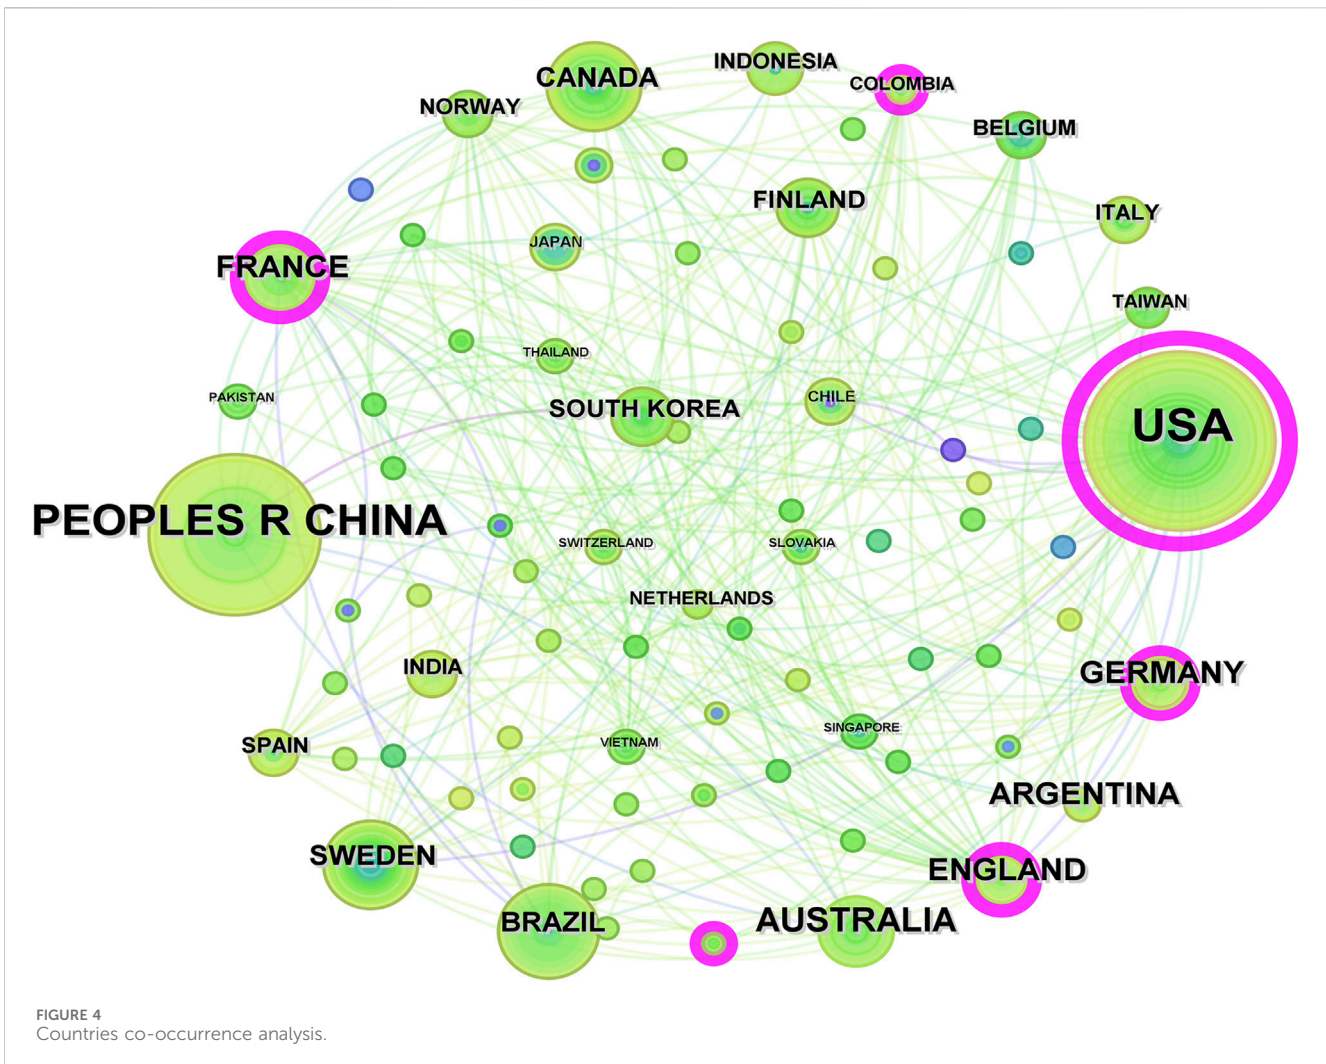 INDONESIA
CANADA
COLOMBIA
NORWAY
BELGIUM
FINLAND
ITALY
JAPAN
FRANCE
TAIWAN
THAILAND
PAKISTAN
CHILE
SOUTH KOREA
USA
PEOPLES R CHINA
SWITZERLAND
SLOVAKIA
NETHERLANDS
INDIA
GERMANY
SINGAPORE
SPAIN
VIETNAM
ARGENTINA
SWEDEN
ENGLAND
BRAZIL
AUSTRALIA
FIGURE 4
Countries co-occurrence analysis.